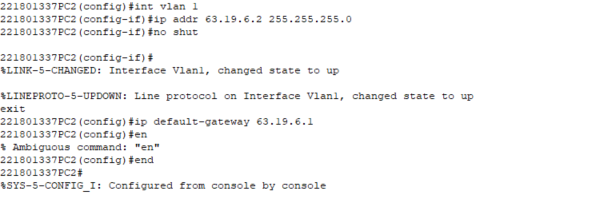 221801337PC2(config)#int vlan 1
221801337PC2(config-if)#ip addr 63.19.6.2 255.255.255.0
221801337PC2(config-if)#no shut
221801337PC2(config-if)#
%LINK-5-CHANGED: Interface Vlan1, changed state to up
%LINEPROTO-5-UPDOWN: Line protocol on Interface Vlan1, changed state to up
exit
221801337PC2(config)#ip default-gateway 63.19.6.1
221801337PC2(config)#en
% Ambiguous command: "en"
221801337PC2(config)#end
221801337PC2#
%SYS-5-CONFIG_I: Configured from console by console